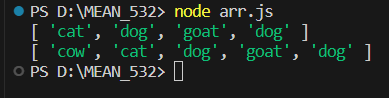 PS D:\MEAN_532> node arr.js
[ 'cat', 'dog', 'goat', 'dog' ]
[ 'cow', 'cat', 'dog', 'goat', 'dog' ]
PS D:\MEAN_532>